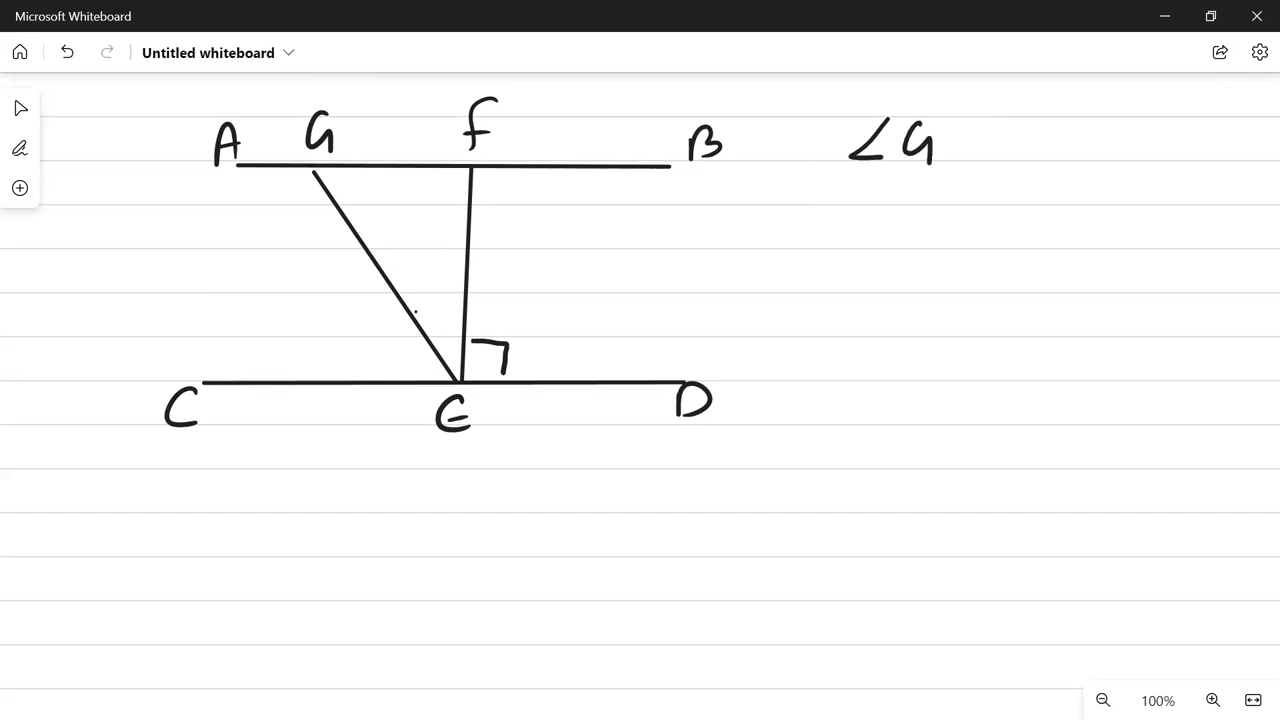 Microsoft Whiteboard
Untitled whiteboard
A G F B ∠G
C E D
100%